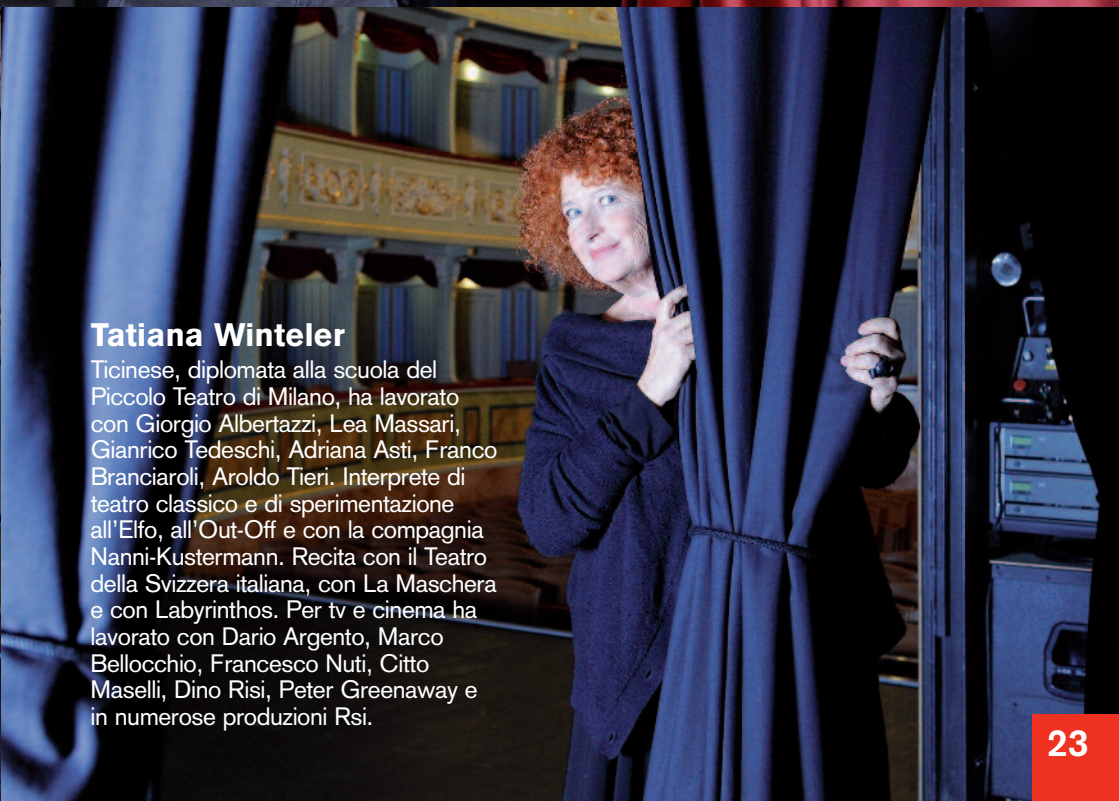 Tatiana Winteler
Ticinese, diplomata alla scuola del
Piccolo Teatro di Milano, ha lavorato
con Giorgio Albertazzi, Lea Massari,
Gianrico Tedeschi, Adriana Asti, Franco
Branciaroli, Aroldo Tieri. Interprete di
teatro classico e di sperimentazione
all'Elfo, all'Out-Off e con la compagnia
Nanni-Kustermann. Recita con il Teatro
della Svizzera italiana, con La Maschera
e con Labyrinthos. Per tv e cinema ha
lavorato con Dario Argento, Marco
Bellocchio, Francesco Nuti, Citto
Maselli, Dino Risi, Peter Greenaway e
in numerose produzioni Rsi.
23